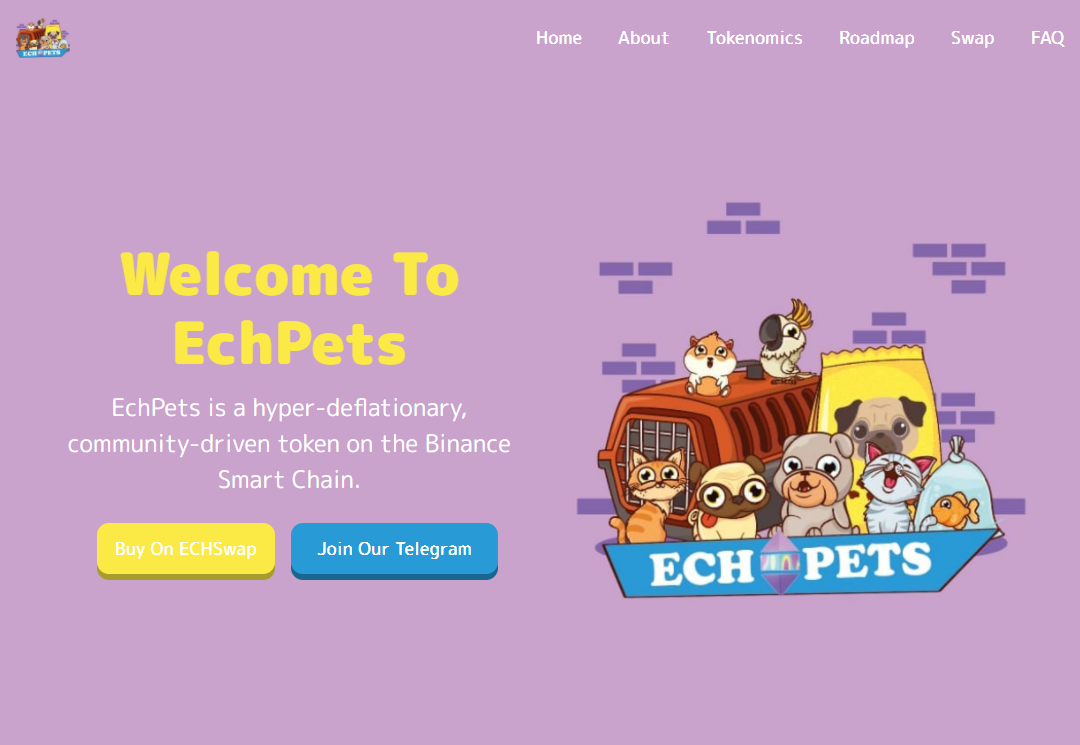 ECH PETS
Home About Tokenomics Roadmap Swap FAQ
Welcome To
EchPets
EchPets is a hyper-deflationary,
community-driven token on the Binance
Smart Chain.
Buy On ECHSwap Join Our Telegram
ECH PETS